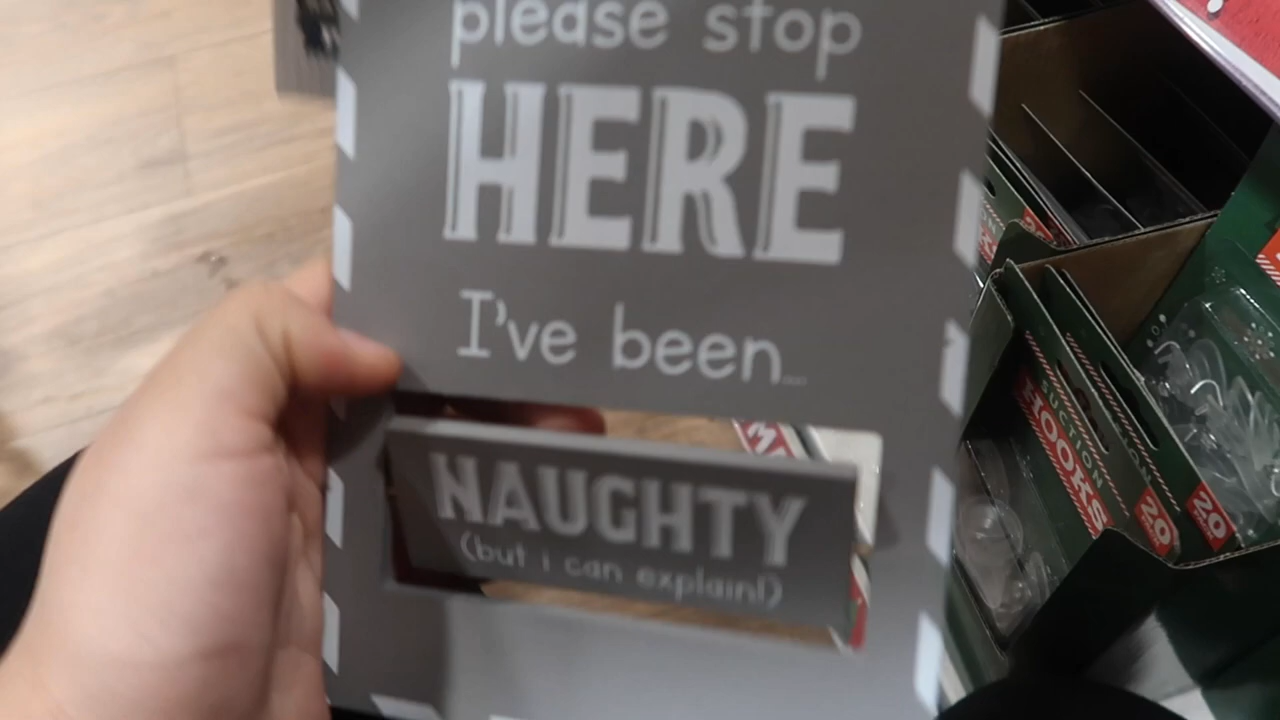 please stop
HERE
I've been...
NAUGHTY
(but i can explain!)
SUCTION
HOOKS
20
20